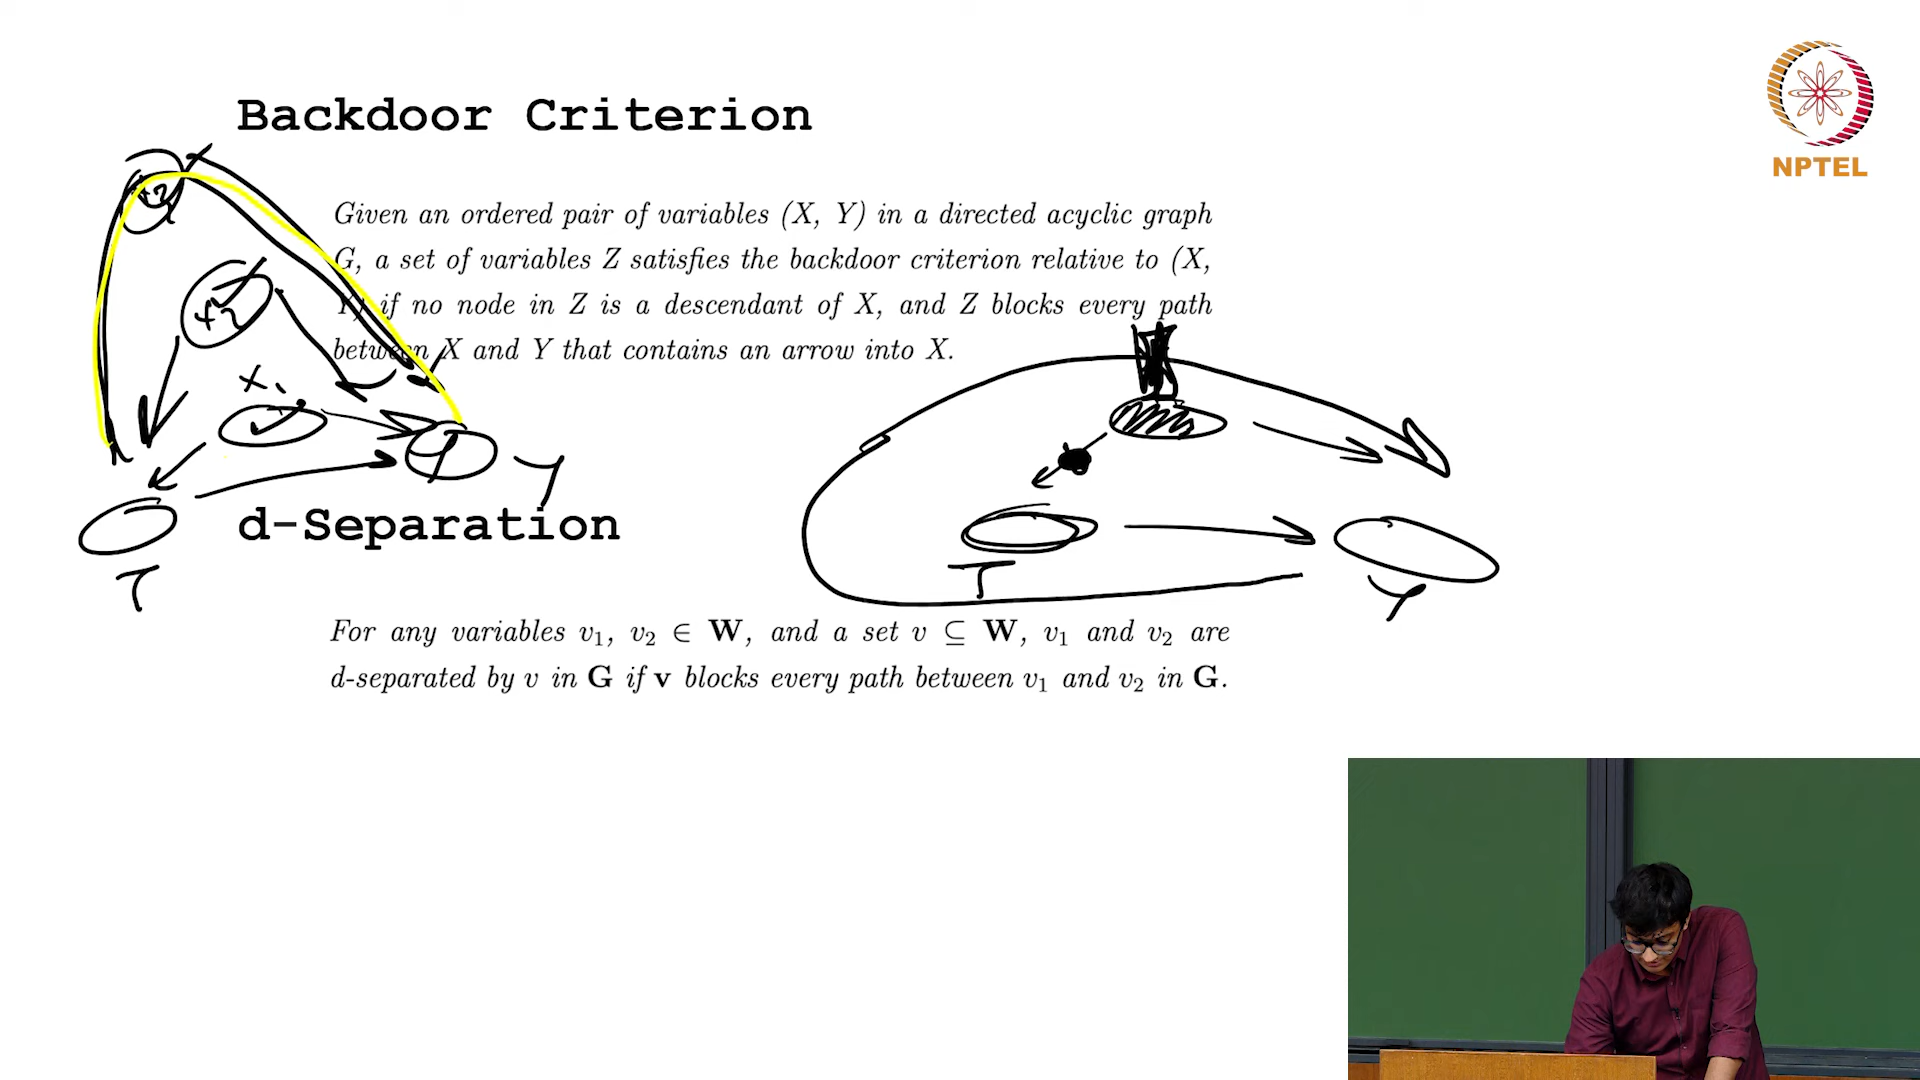 Backdoor Criterion
NPTEL
Given an ordered pair of variables (X, Y) in a directed acyclic graph
G, a set of variables Z satisfies the backdoor criterion relative to (X,
Y) if no node in Z is a descendant of X, and Z blocks every path
between X and Y that contains an arrow into X.
x2
x2
X1
Y
T
d-Separation
T
Y
For any variables v₁, v₂ ∈ W, and a set v ⊆ W, v₁ and v₂ are
d-separated by v in G if v blocks every path between v₁ and v₂ in G.